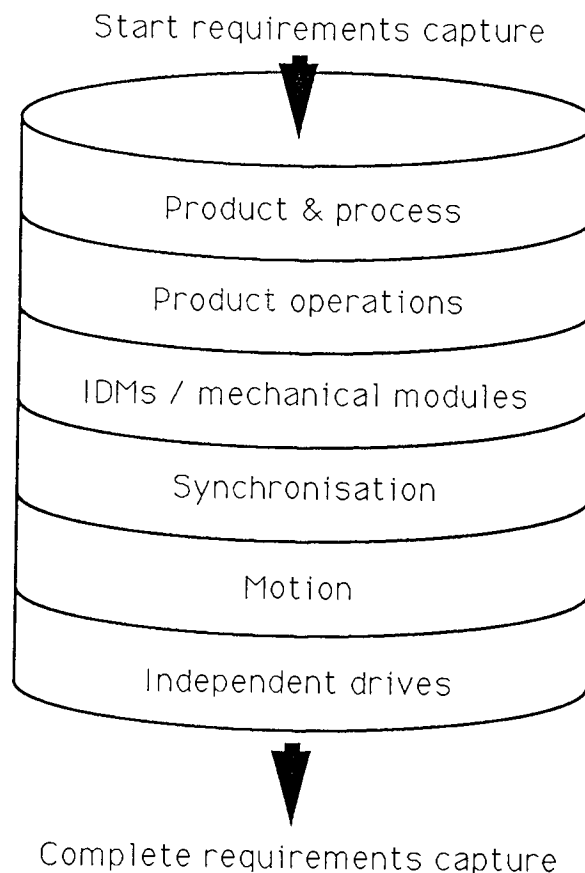 Start requirements capture
Product & process
Product operations
IDMs / mechanical modules
Synchronisation
Motion
Independent drives
Complete requirements capture